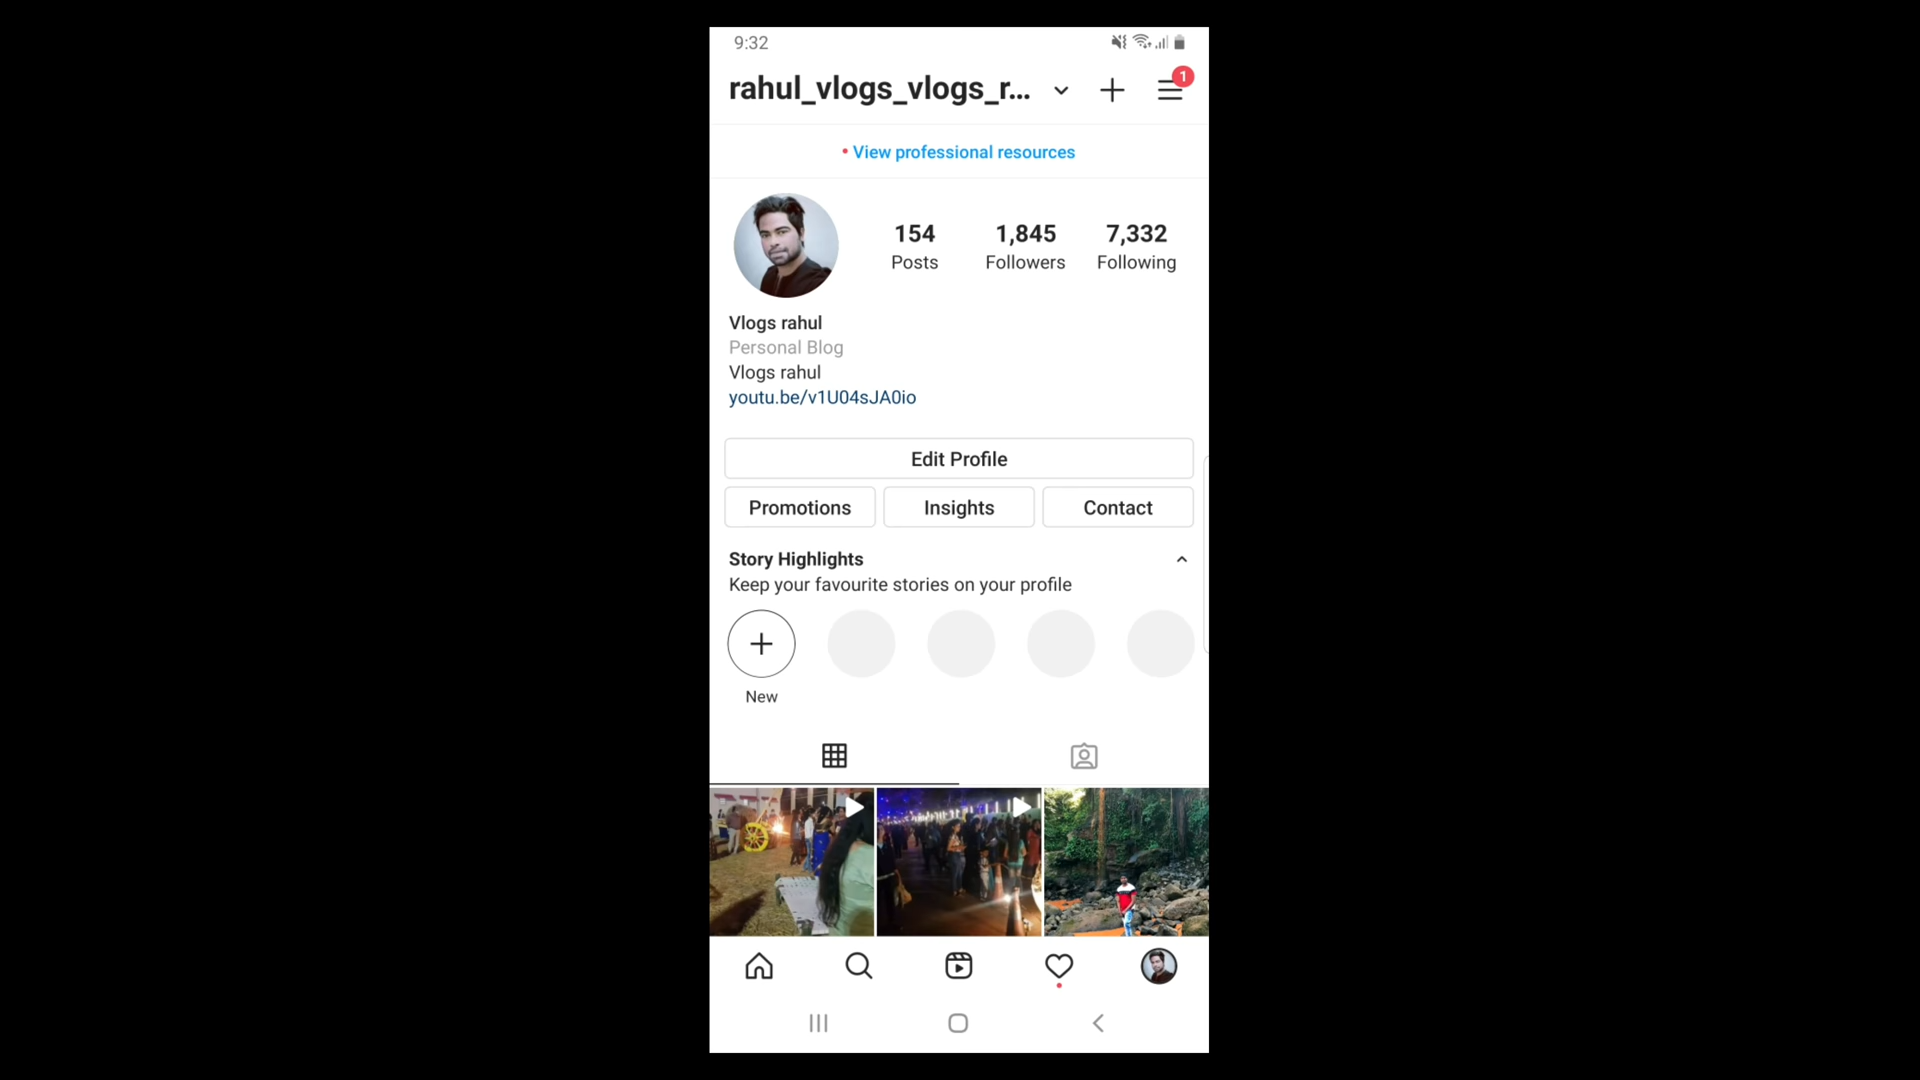 9:32
rahul_vlogs_vlogs_r...
1
• View professional resources
154 1,845 7,332
Posts Followers Following
Vlogs rahul
Personal Blog
Vlogs rahul
youtu.be/v1U04sJA0io
Edit Profile
Promotions Insights Contact
Story Highlights
Keep your favourite stories on your profile
New